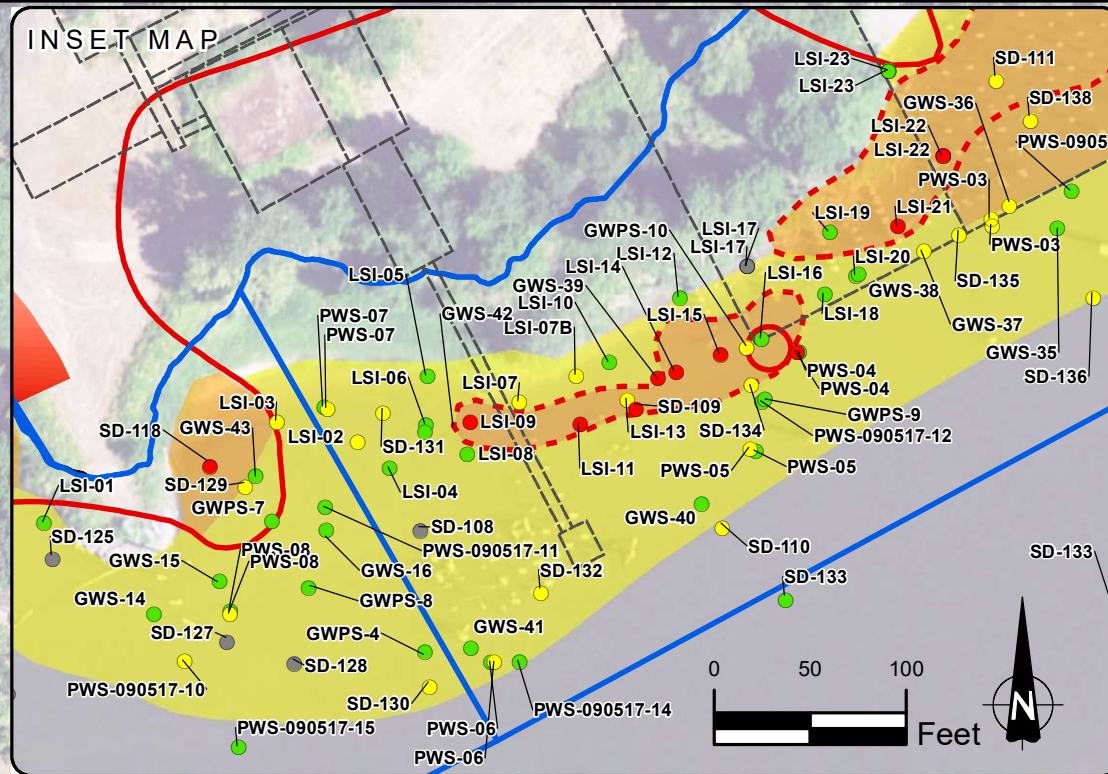 INSET MAP
LSI-23
LSI-23
SD-111
GWS-36
SD-138
LSI-22
LSI-22
PWS-0905
PWS-03
LSI-21
LSI-19
PWS-03
GWPS-10
LSI-17
LSI-17
LSI-12
LSI-14
LSI-16
LSI-20
SD-135
LSI-05
GWS-39
LSI-10
GWS-42
LSI-07B
LSI-15
LSI-18
GWS-38
GWS-37
PWS-07
PWS-07
GWS-35
SD-136
PWS-04
PWS-04
LSI-06
LSI-07
LSI-03
SD-109
GWPS-9
SD-118
GWS-43
LSI-02
SD-131
LSI-09
LSI-13
SD-134
PWS-090517-12
LSI-08
LSI-11
PWS-05
PWS-05
LSI-01
SD-129
GWPS-7
LSI-04
SD-125
SD-108
GWS-40
SD-110
PWS-08
PWS-08
PWS-090517-11
SD-133
GWS-15
GWS-16
SD-132
SD-133
GWS-14
GWPS-8
SD-127
GWPS-4
GWS-41
SD-128
PWS-090517-10
SD-130
PWS-090517-14
PWS-090517-15
PWS-06
PWS-06
0 50 100
Feet
N